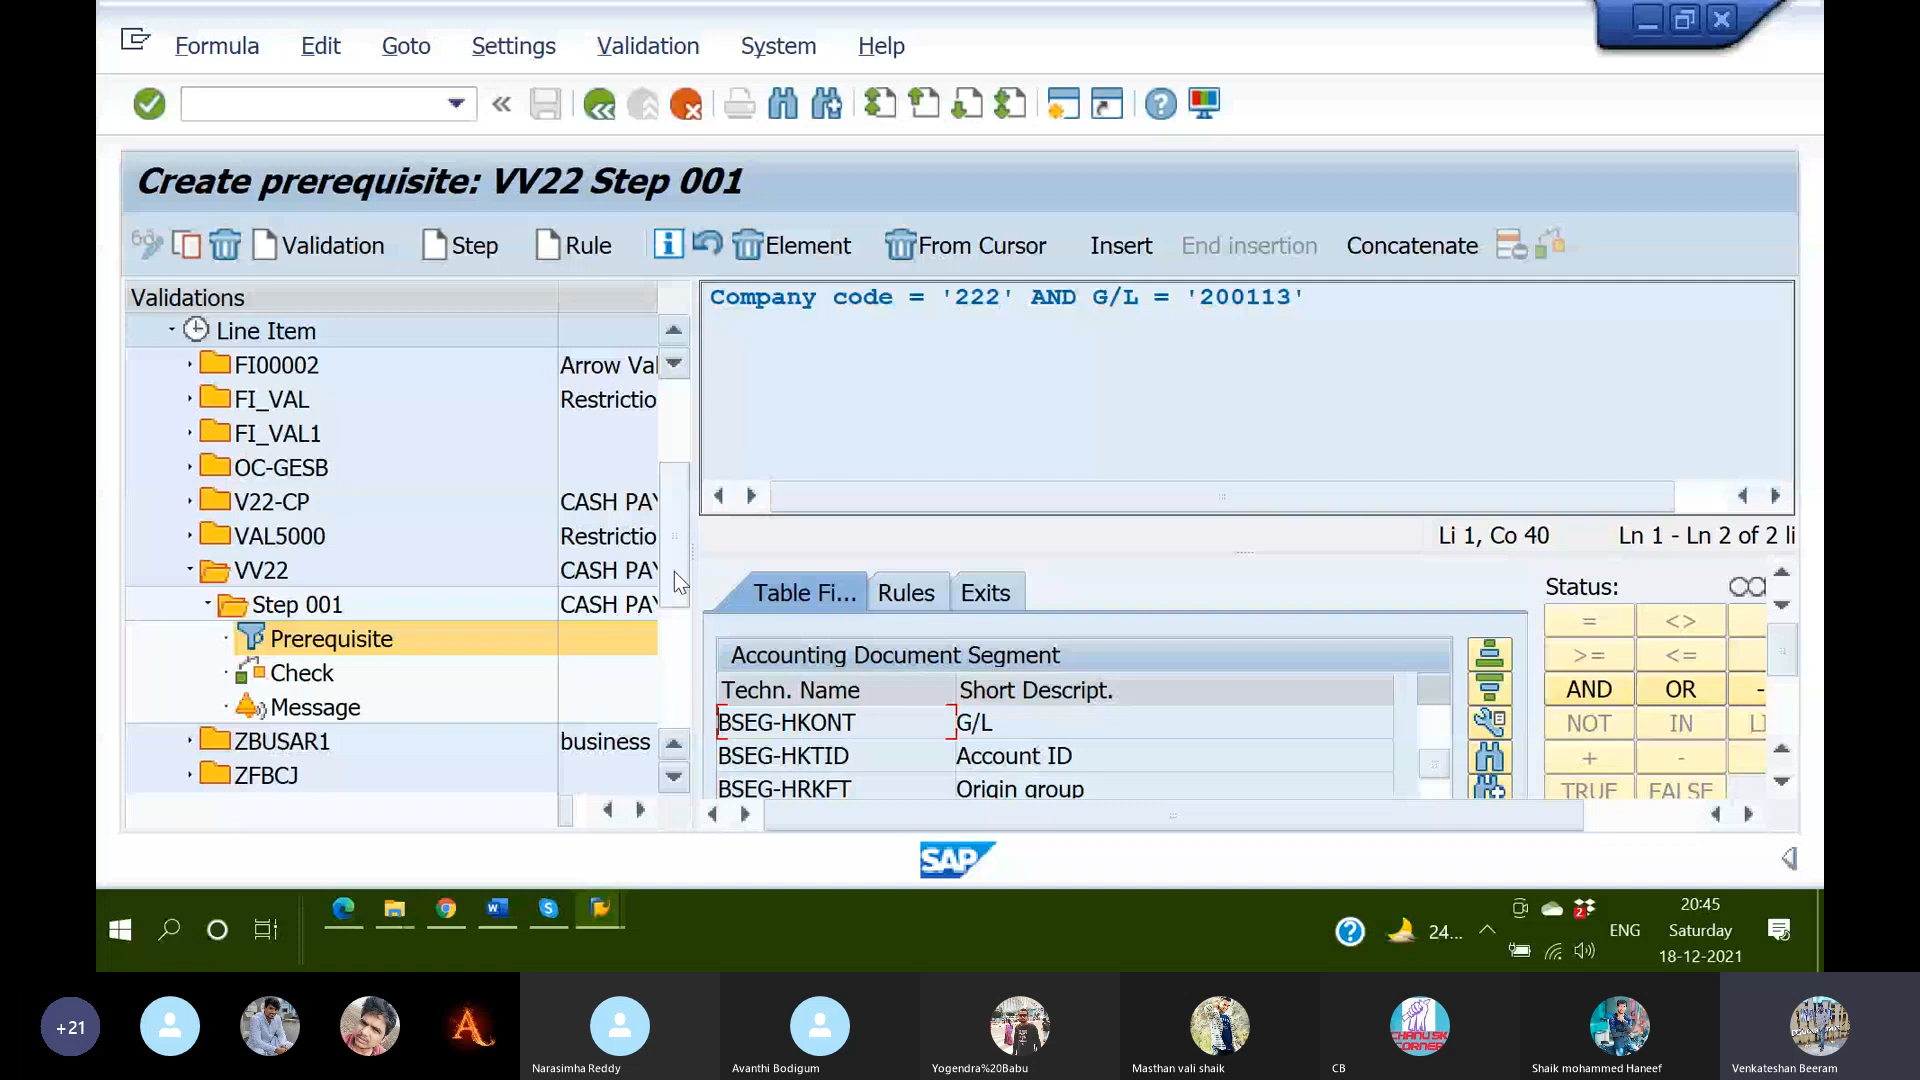 Formula Edit Goto Settings Validation System Help
Create prerequisite: VV22 Step 001
Validation Step Rule Element From Cursor Insert End insertion Concatenate
Validations
Line Item
FI00002 Arrow Val
FI_VAL Restrictio
FI_VAL1
OC-GESB
V22-CP CASH PAY
VAL5000 Restrictio
VV22 CASH PAY
Step 001 CASH PAY
Prerequisite
Check
Message
ZBUSAR1 business
ZFBCJ
Company code = '222' AND G/L = '200113'
Li 1, Co 40 Ln 1 - Ln 2 of 2 li
Table Fi... Rules Exits
Accounting Document Segment
Techn. Name Short Descript.
BSEG-HKONT G/L
BSEG-HKTID Account ID
BSEG-HRKFT Origin group
Status:
= <>
>= <=
AND OR -
NOT IN LI
+ -
TRUE FALSE
SAP
24... ENG
20:45
Saturday
18-12-2021
2
+21
A
Narasimha Reddy
Avanthi Bodigum
Yogendra%20Babu
Masthan vali shaik
CB
Shaik mohammed Haneef
Venkateshan Beeram